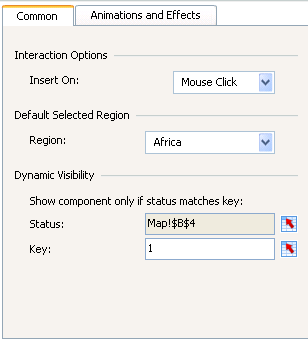 Common Animations and Effects
Interaction Options
Insert On: Mouse Click
Default Selected Region
Region: Africa
Dynamic Visibility
Show component only if status matches key:
Status: Map!$B$4
Key: 1